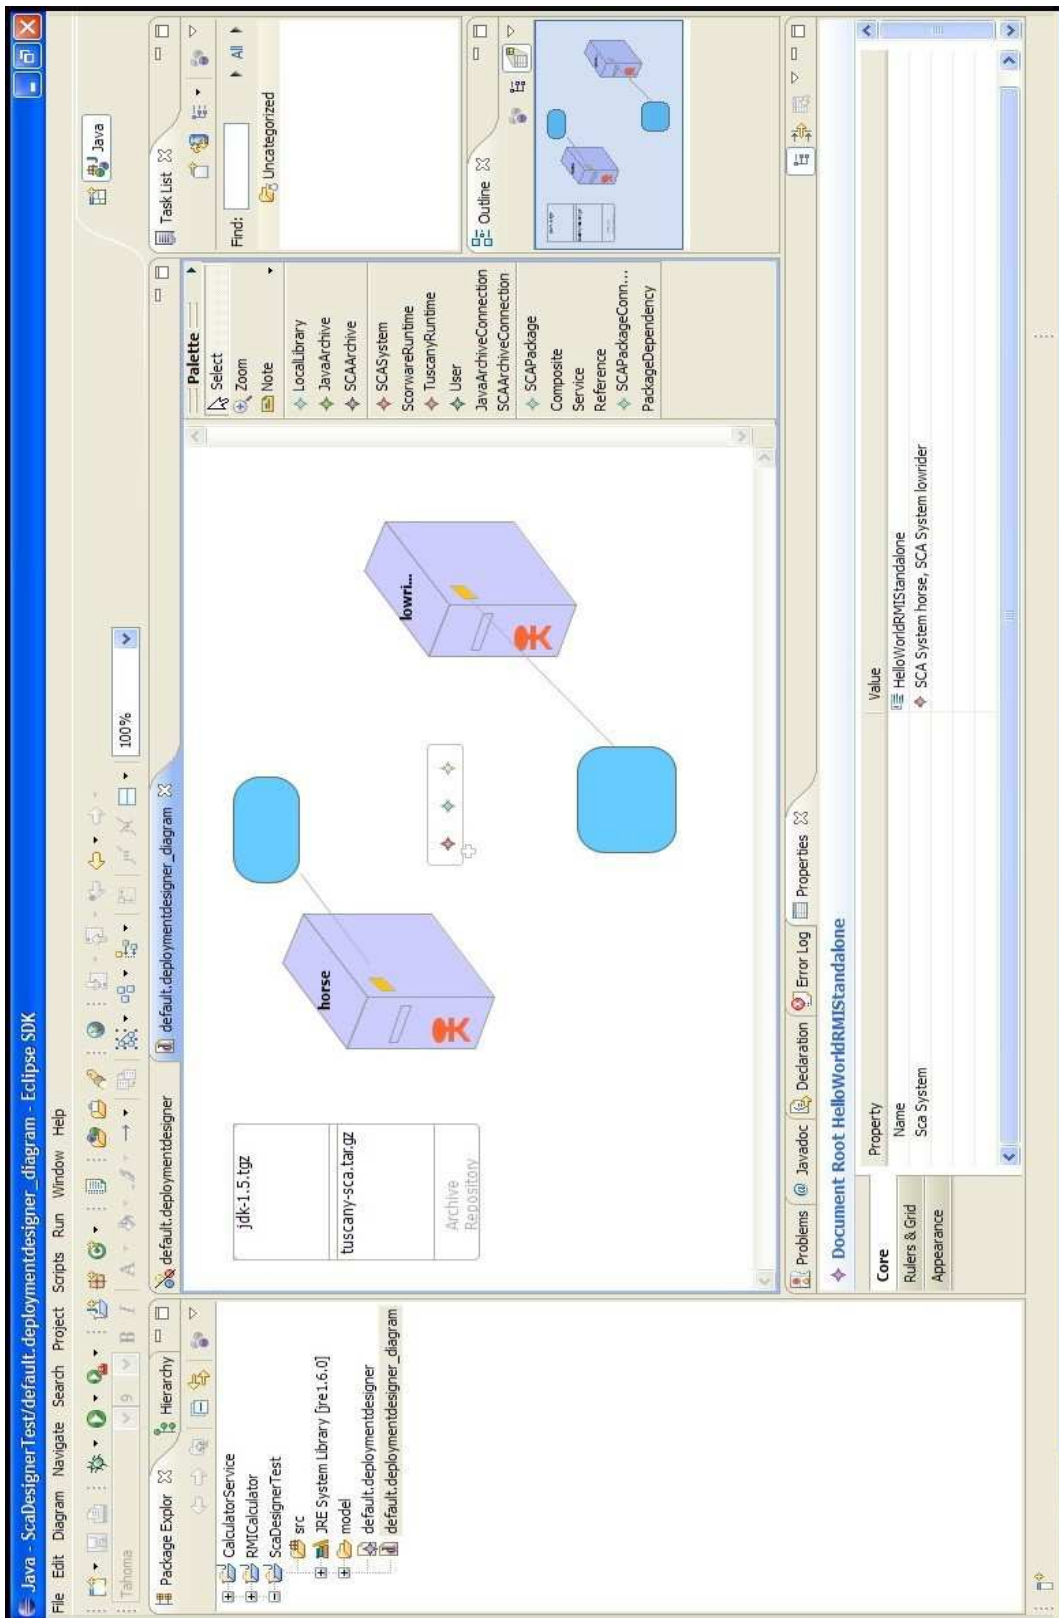 Java - ScaDesignerTest/default.deploymentdesigner_diagram - Eclipse SDK
File Edit Diagram Navigate Search Project Scripts Run Window Help
Tahoma 9 B I A 100%
Java
Package Explor
Hierarchy
CalculatorService
RMICalculator
ScaDesignerTest
src
JRE System Library [jre1.6.0]
model
default.deploymentdesigner
default.deploymentdesigner_diagram
default.deploymentdesigner
default.deploymentdesigner_diagram
jdk-1.5.tgz
tuscany-sca.targz
Archive
Repository
horse
lowri...
Palette
Select
Zoom
Note
LocalLibrary
JavaArchive
SCAArchive
SCASystem
ScorwareRuntime
TuscanyRuntime
User
JavaArchiveConnection
SCAArchiveConnection
SCAPackage
Composite
Service
Reference
SCAPackageConn...
PackageDependency
Task List
Find: All
Uncategorized
Outline
Problems @ Javadoc Declaration Error Log Properties
Document Root HelloWorldRMIStandalone
Core
Rulers & Grid
Appearance
Property Value
Name HelloWorldRMIStandalone
Sca System SCA System horse, SCA System lowrider